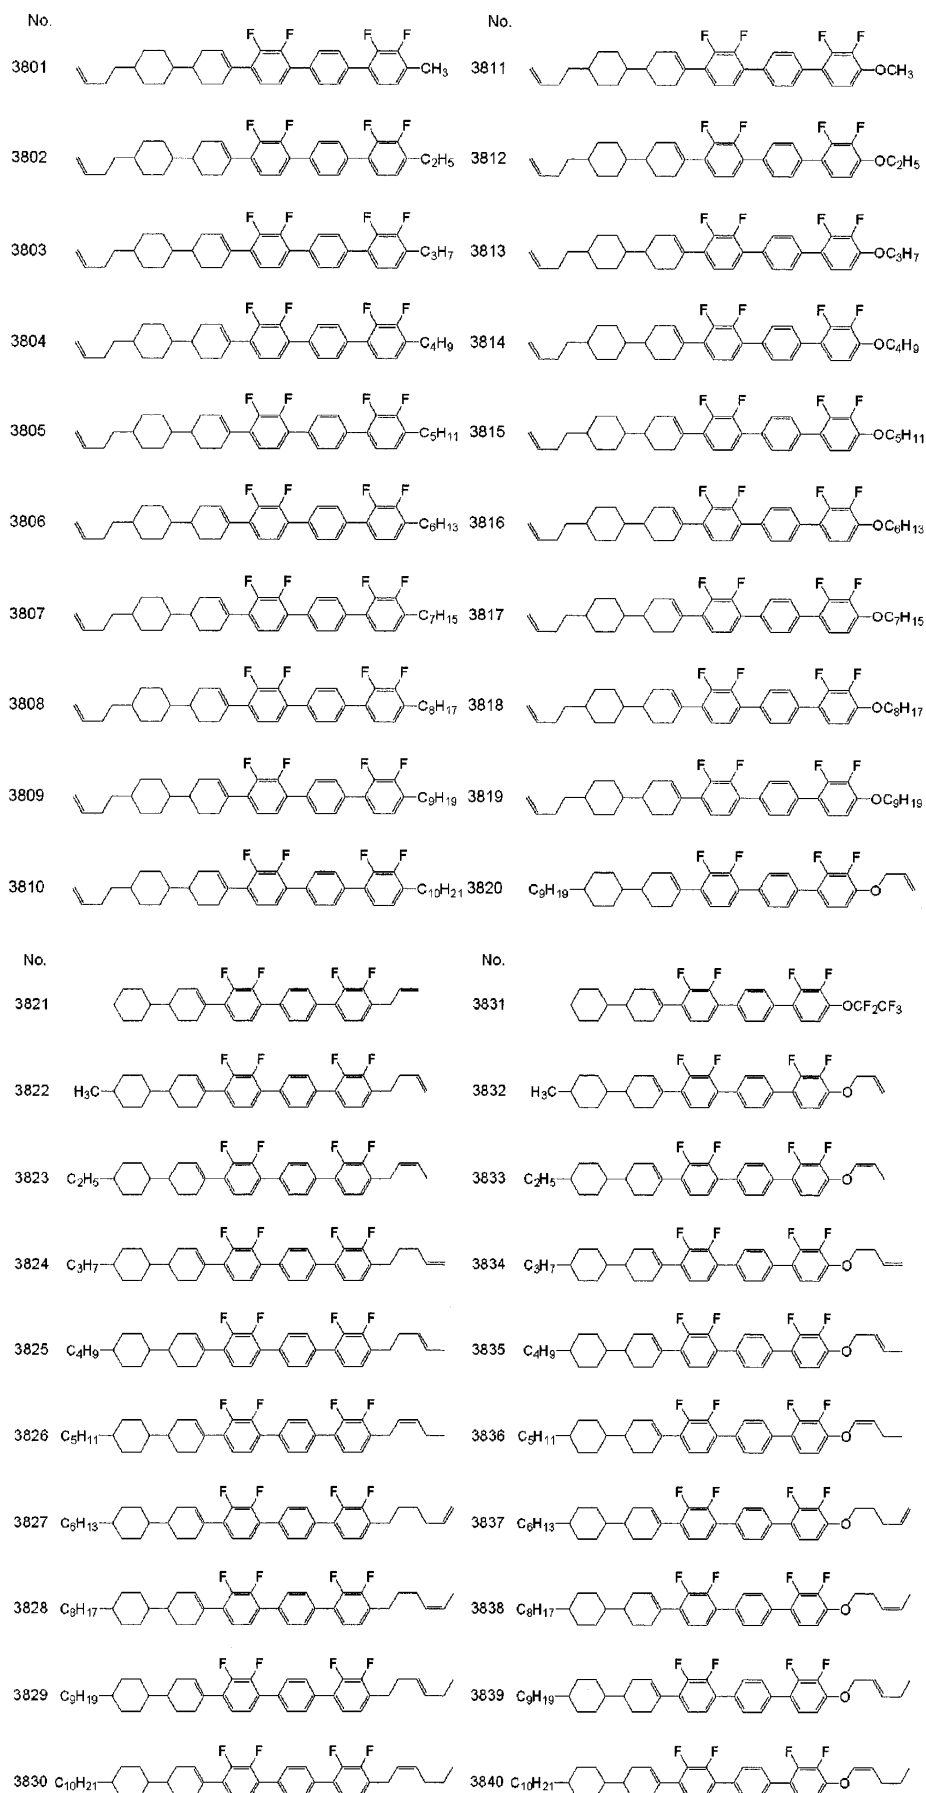 No. No.
F F F F
3801 CH3 3811 OCH3
F F F F
3802 C2H5 3812 OC2H5
F F F F
3803 C3H7 3813 OC3H7
F F F F
3804 C4H9 3814 OC4H9
F F F F
3805 C5H11 3815 OC5H11
F F F F
3806 C6H13 3816 OC6H13
F F F F
3807 C7H15 3817 OC7H15
F F F F
3808 C8H17 3818 OC8H17
F F F F
3809 C9H19 3819 OC9H19
F F F F
3810 C10H21 3820 C9H19 O
No. No.
F F F F
3821 3831 OCF2CF3
F F F F
3822 H3C 3832 H3C O
F F F F
3823 C2H5 3833 C2H5 O
F F F F
3824 C3H7 3834 C3H7 O
F F F F
3825 C4H9 3835 C4H9 O
F F F F
3826 C5H11 3836 C5H11 O
F F F F
3827 C6H13 3837 C6H13 O
F F F F
3828 C8H17 3838 C8H17 O
F F F F
3829 C9H19 3839 C9H19 O
F F F F
3830 C10H21 3840 C10H21 O